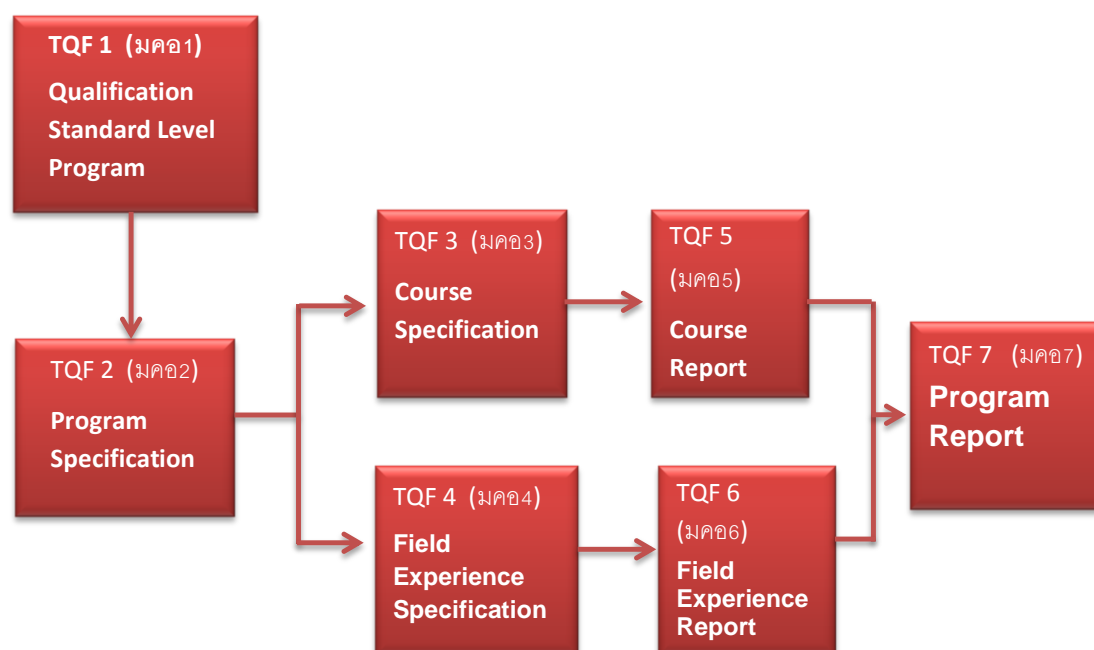 TQF 1 (มคอ1)
Qualification
Standard Level
Program
TQF 2 (มคอ2)
Program
Specification
TQF 3 (มคอ3)
Course
Specification
TQF 4 (มคอ4)
Field
Experience
Specification
TQF 5
(มคอ5)
Course
Report
TQF 6
(มคอ6)
Field
Experience
Report
TQF 7 (มคอ7)
Program
Report